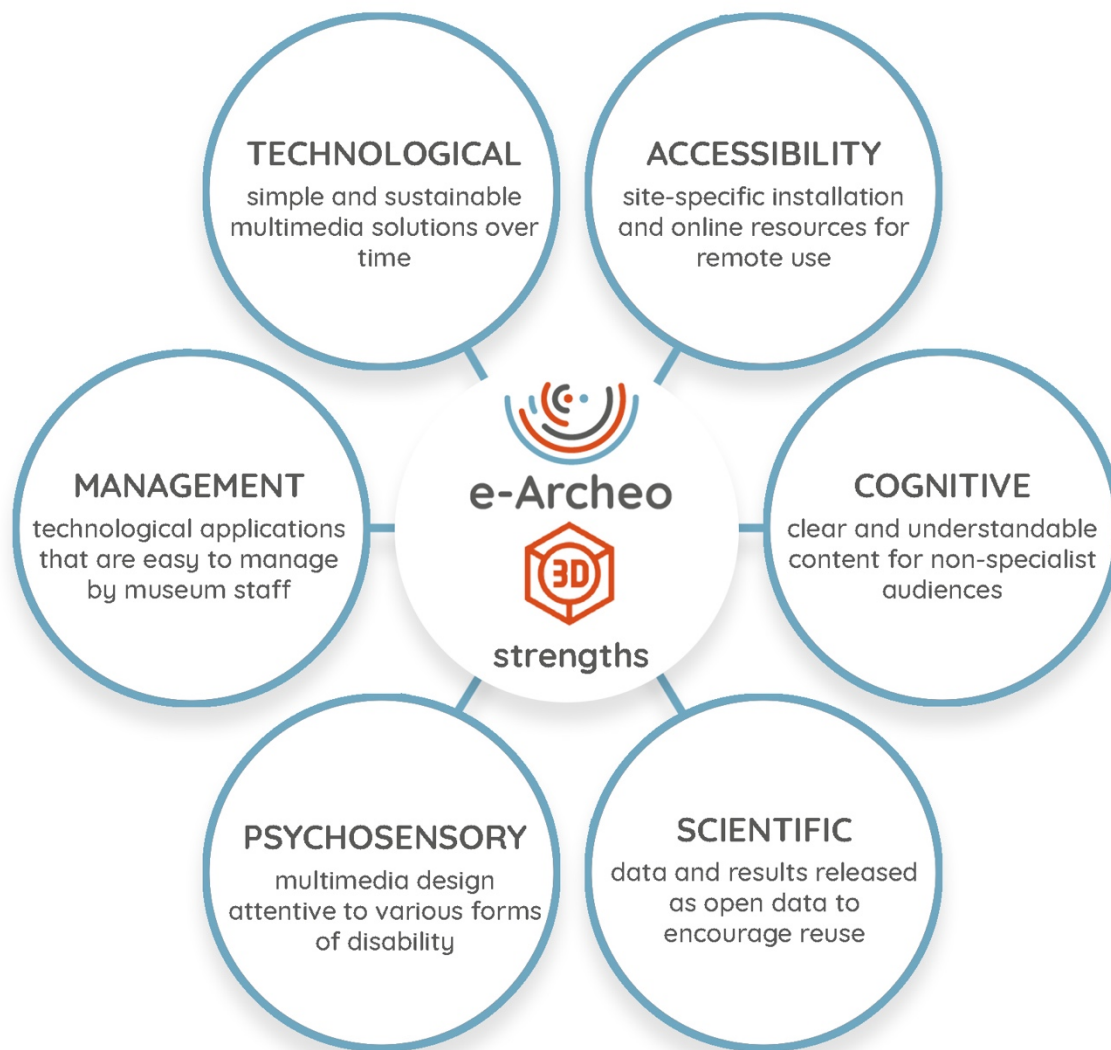 TECHNOLOGICAL
simple and sustainable
multimedia solutions over
time
ACCESSIBILITY
site-specific installation
and online resources for
remote use
MANAGEMENT
technological applications
that are easy to manage
by museum staff
e-Archeo
3D
strengths
COGNITIVE
clear and understandable
content for non-specialist
audiences
PSYCHOSENSORY
multimedia design
attentive to various forms
of disability
SCIENTIFIC
data and results released
as open data to
encourage reuse